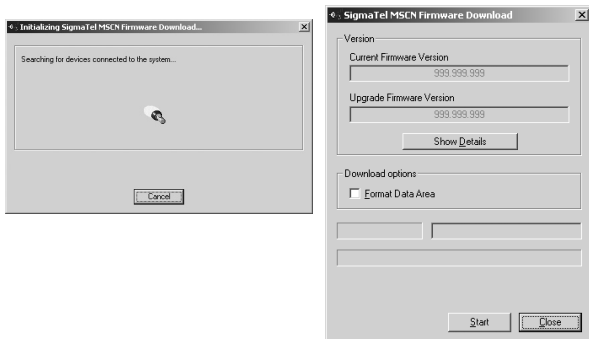 Initializing SigmaTel MSCN Firmware Download...
Searching for devices connected to the system...
Cancel
SigmaTel MSCN Firmware Download
Version
Current Firmware Version
999.999.999
Upgrade Firmware Version
999.999.999
Show Details
Download options
Format Data Area
Start
Close